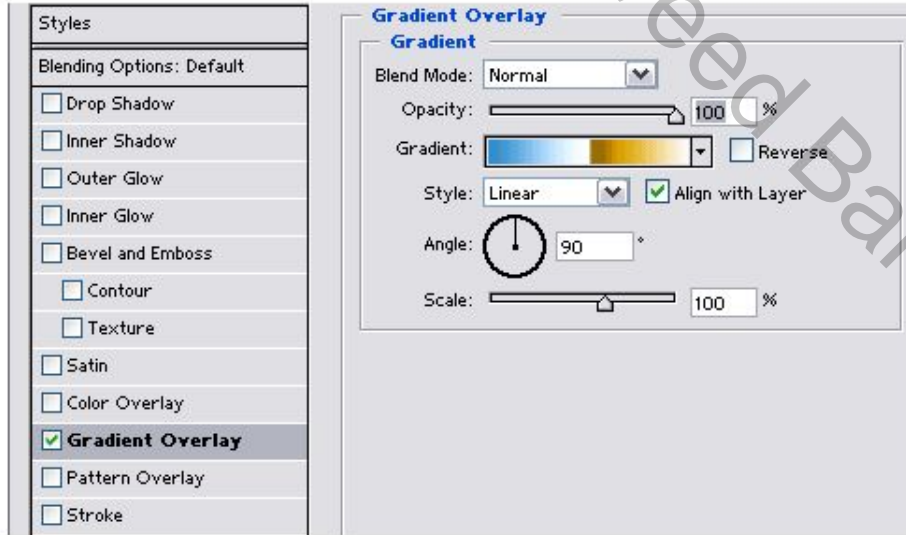 Styles
Blending Options: Default
Drop Shadow
Inner Shadow
Outer Glow
Inner Glow
Bevel and Emboss
Contour
Texture
Satin
Color Overlay
Gradient Overlay
Pattern Overlay
Stroke
Gradient Overlay
Gradient
Blend Mode: Normal
Opacity: 100 %
Gradient: Reverse
Style: Linear Align with Layer
Angle: 90 °
Scale: 100 %
eed Bar